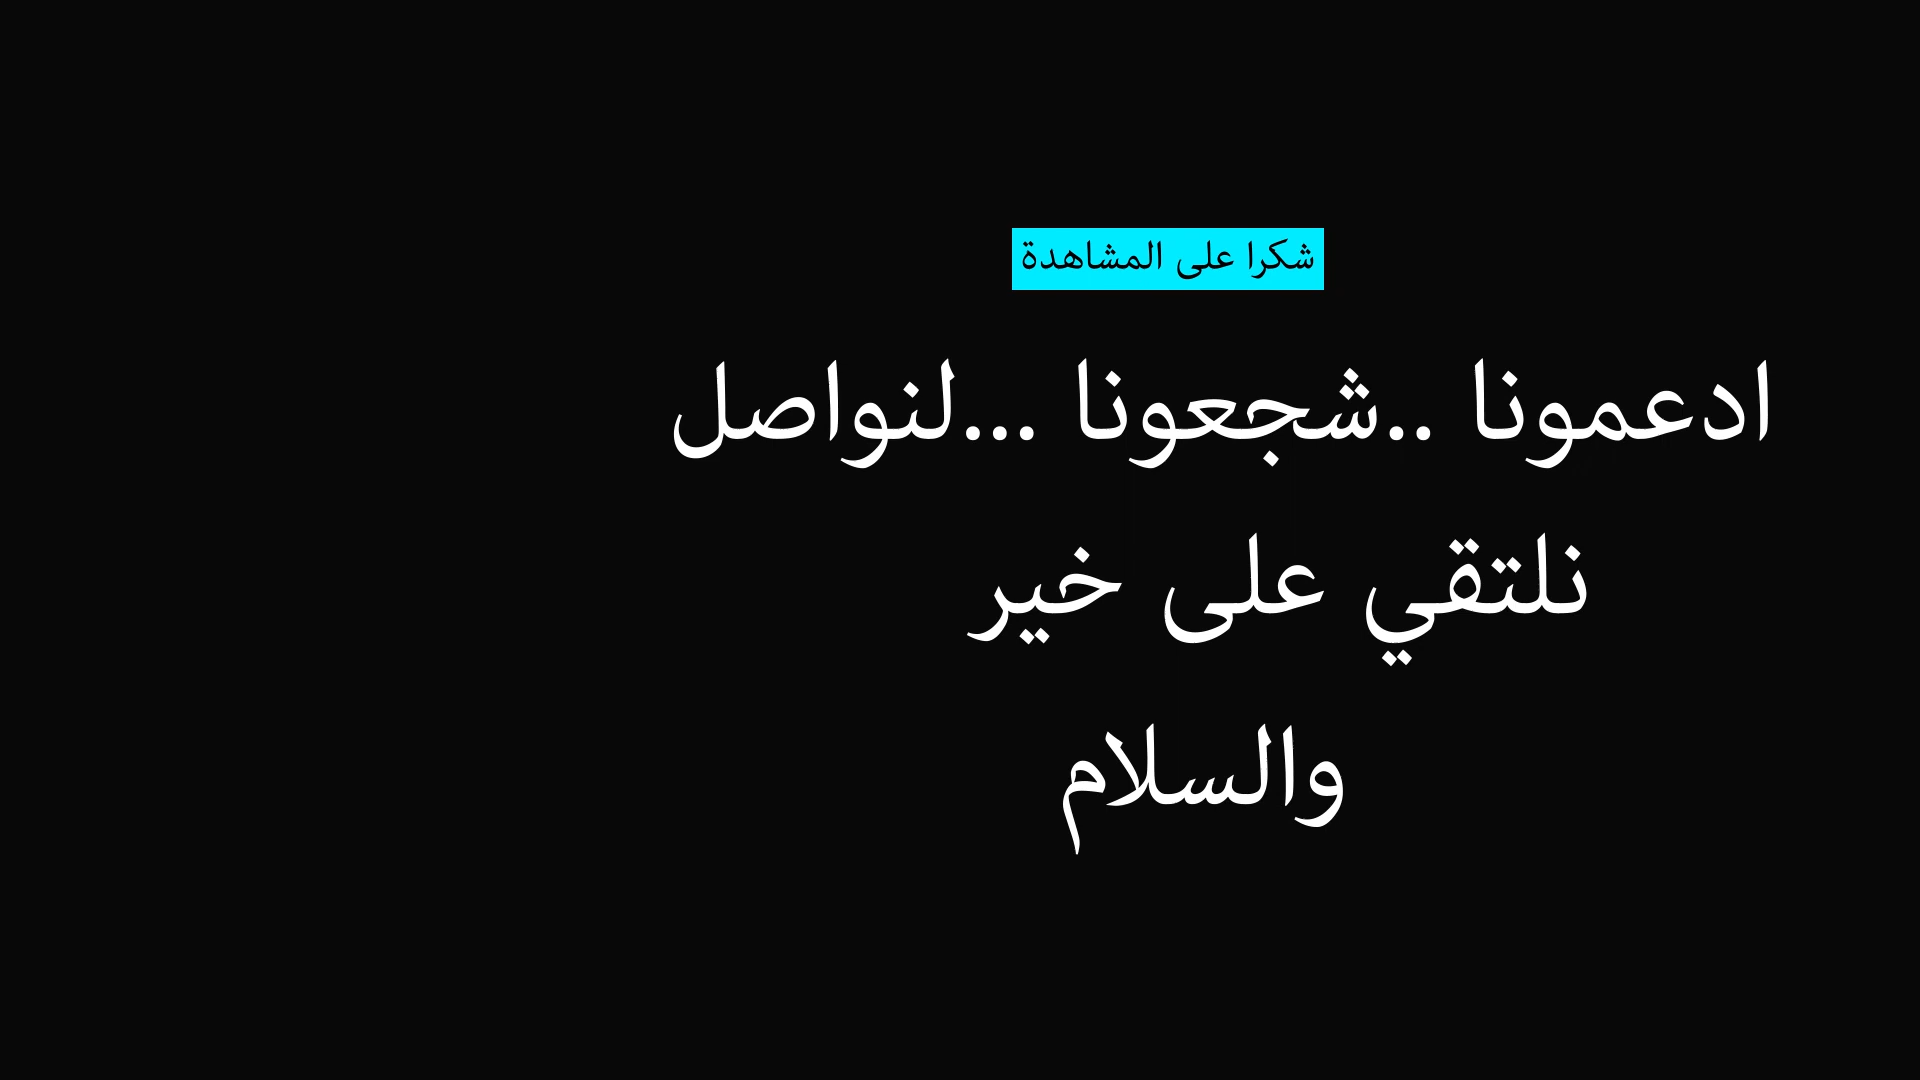 شكرا على المشاهدة
ادعمونا ..شجعونا ...لنواصل
نلتقي على خير
والسلام